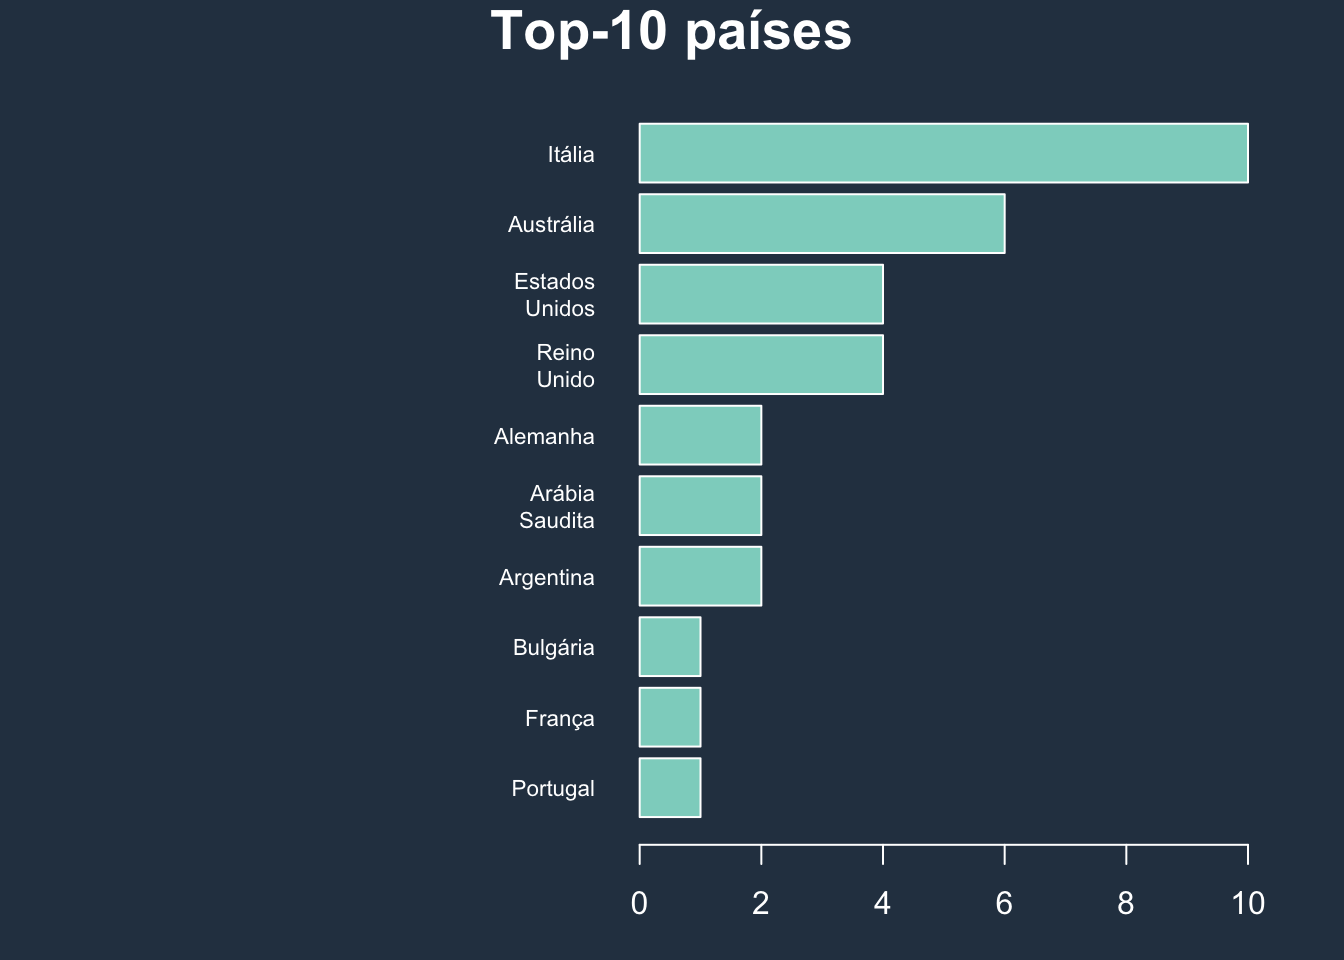 Top-10 países
Itália
Austrália
Estados
Unidos
Reino
Unido
Alemanha
Arábia
Saudita
Argentina
Bulgária
França
Portugal
0 2 4 6 8 10